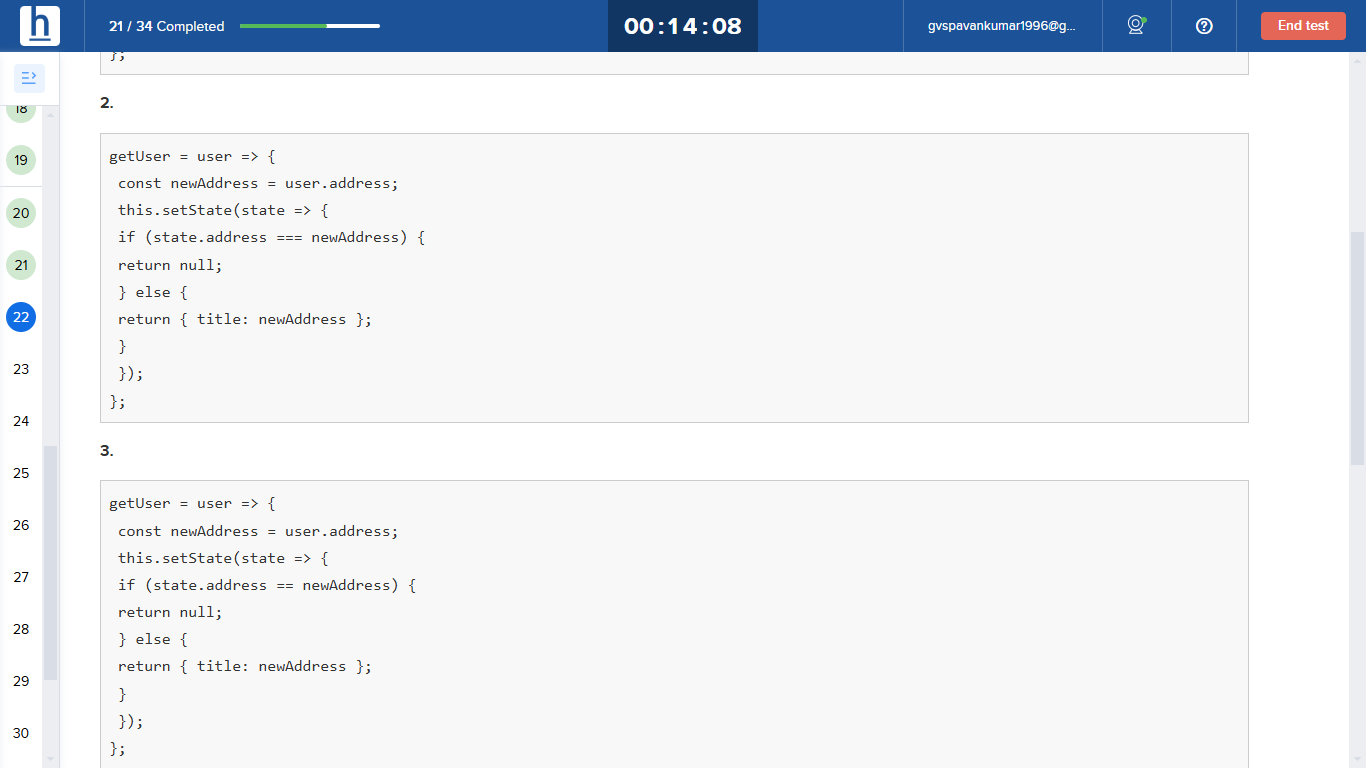 h
21 / 34 Completed
00:14:08
gvspavankumar1996@g...
End test
18
19
20
21
22
23
24
25
26
27
28
29
30
};
2.
getUser = user => {
const newAddress = user.address;
this.setState(state => {
if (state.address === newAddress) {
return null;
} else {
return { title: newAddress };
}
});
};
3.
getUser = user => {
const newAddress = user.address;
this.setState(state => {
if (state.address == newAddress) {
return null;
} else {
return { title: newAddress };
}
});
};